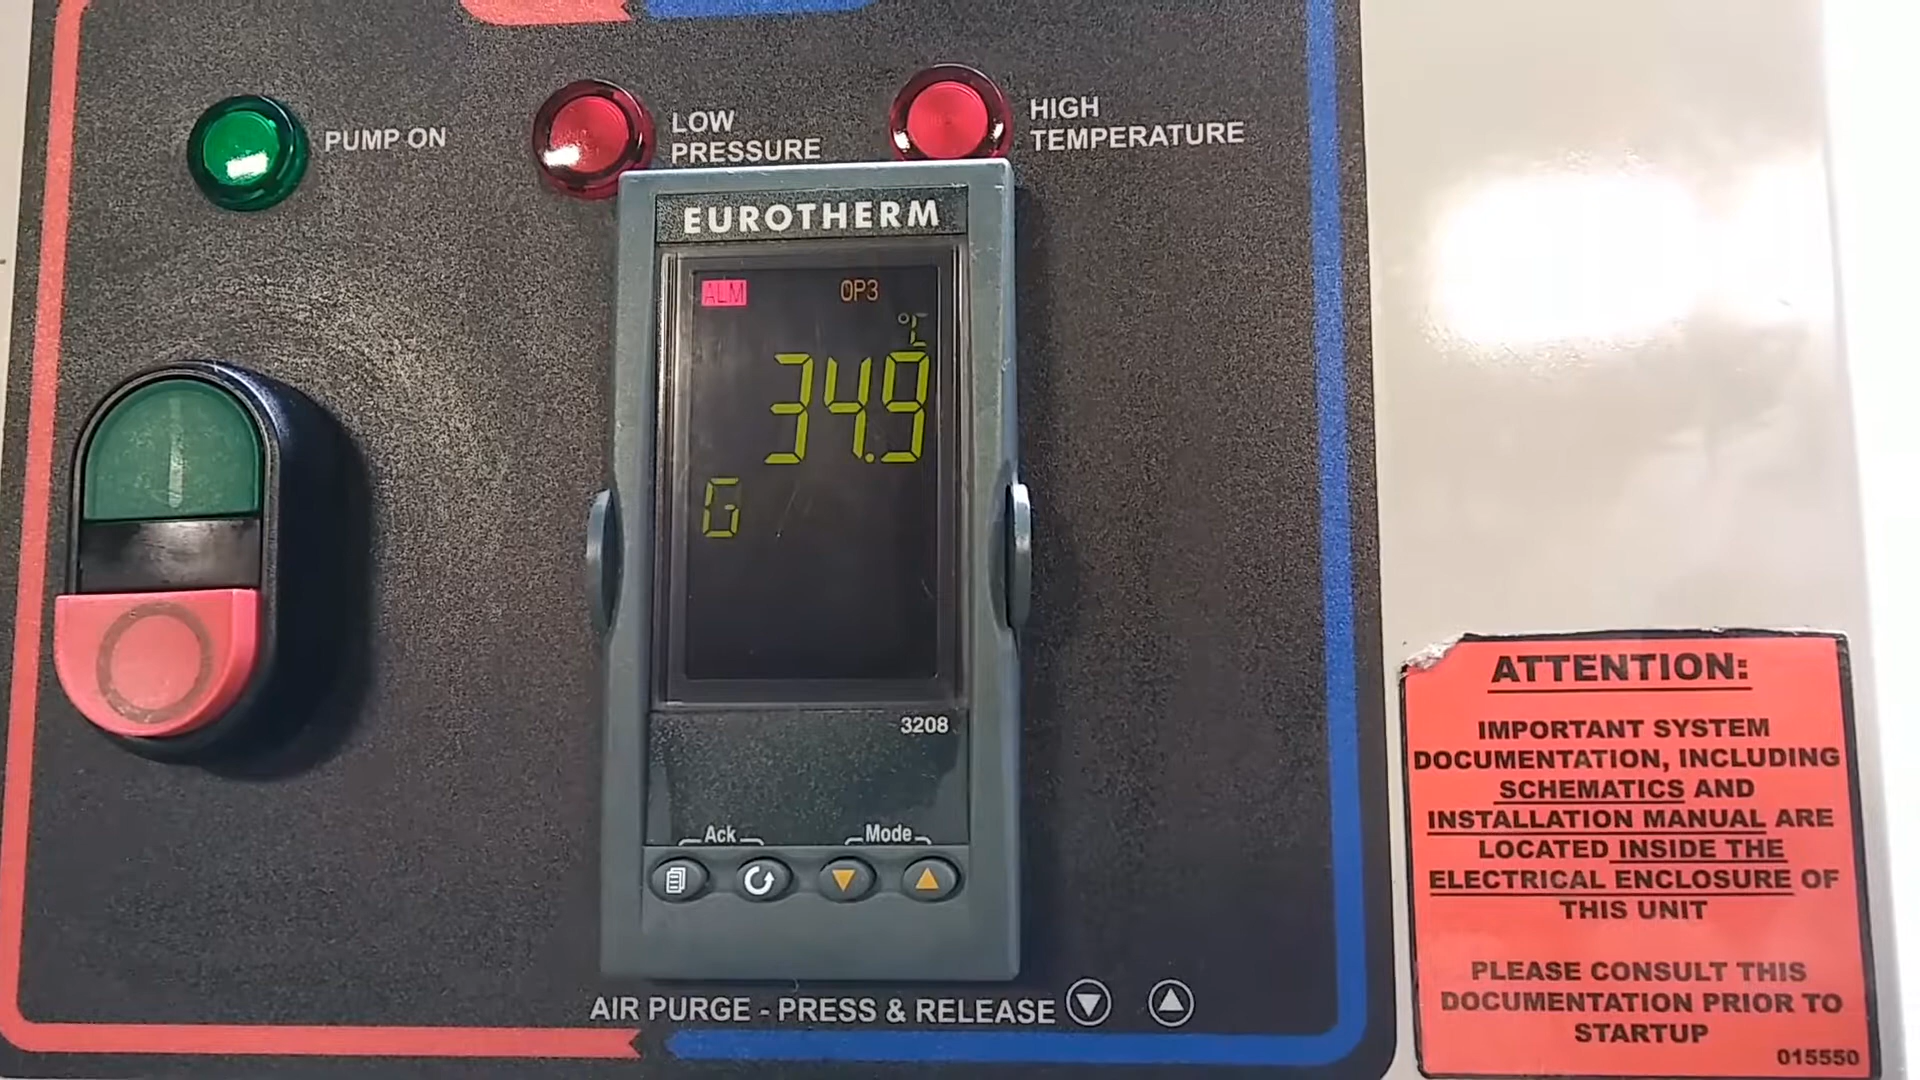 PUMP ON
LOW
PRESSURE
HIGH
TEMPERATURE
EUROTHERM
ALM
OP3
°C
34.9
G
3208
Ack
Mode
AIR PURGE - PRESS & RELEASE
ATTENTION:
IMPORTANT SYSTEM
DOCUMENTATION, INCLUDING
SCHEMATICS AND
INSTALLATION MANUAL ARE
LOCATED INSIDE THE
ELECTRICAL ENCLOSURE OF
THIS UNIT
PLEASE CONSULT THIS
DOCUMENTATION PRIOR TO
STARTUP
015550